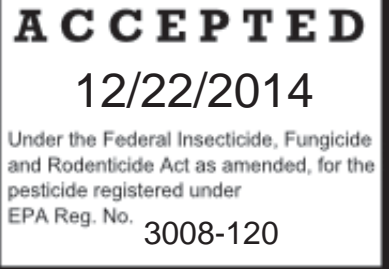 ACCEPTED
12/22/2014
Under the Federal Insecticide, Fungicide
and Rodenticide Act as amended, for the
pesticide registered under
EPA Reg. No. 3008-120